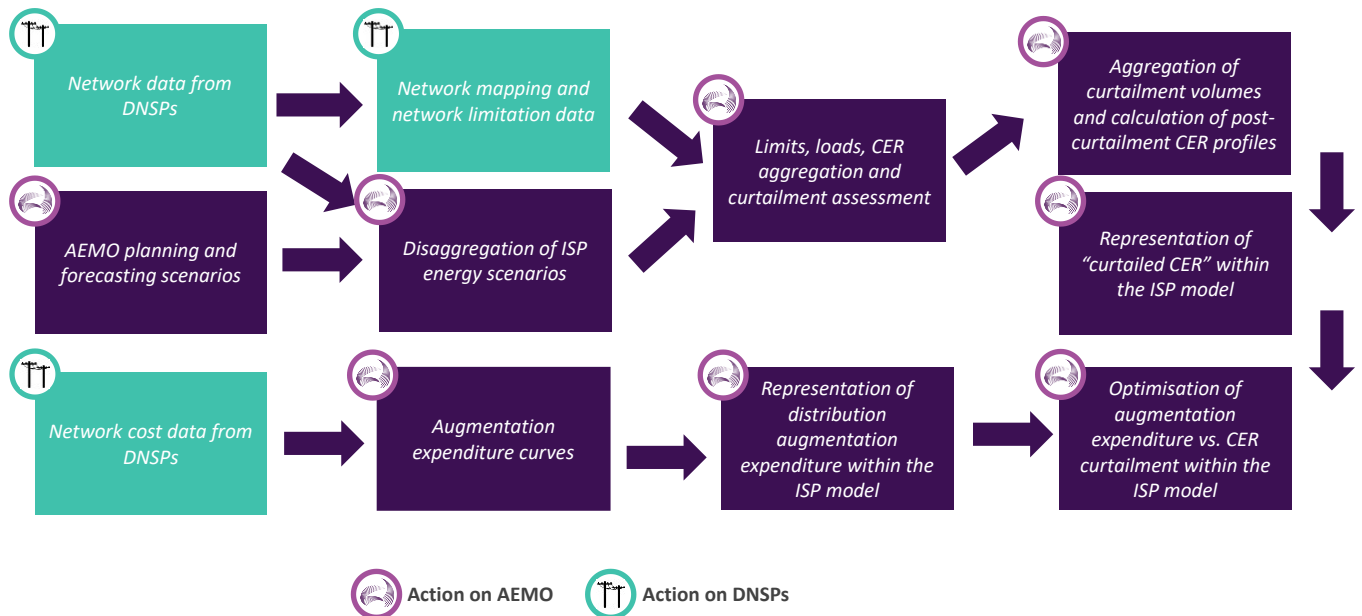 Network data from
DNSPs
Network mapping and
network limitation data
Limits, loads, CER
aggregation and
curtailment assessment
Aggregation of
curtailment volumes
and calculation of post-
curtailment CER profiles
AEMO planning and
forecasting scenarios
Disaggregation of ISP
energy scenarios
Representation of
“curtailed CER” within
the ISP model
Network cost data from
DNSPs
Augmentation
expenditure curves
Representation of
distribution
augmentation
expenditure within the
ISP model
Optimisation of
augmentation
expenditure vs. CER
curtailment within the
ISP model
Action on AEMO
Action on DNSPs